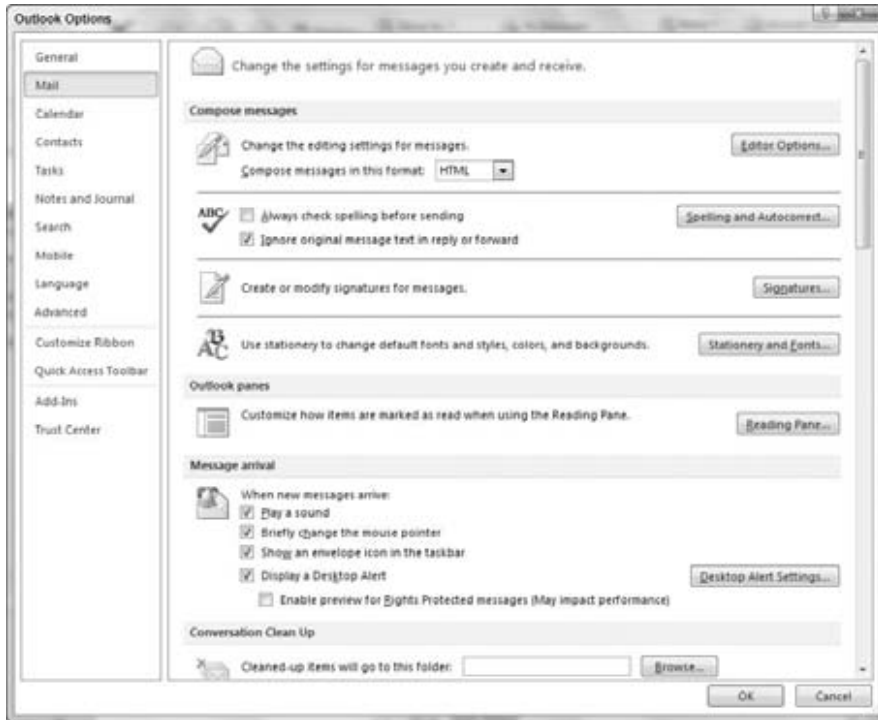 Outlook Options
General
Mail
Calendar
Contacts
Tasks
Notes and Journal
Search
Mobile
Language
Advanced
Customize Ribbon
Quick Access Toolbar
Add-Ins
Trust Center
Change the settings for messages you create and receive.
Compose messages
Change the editing settings for messages.
Editor Options...
Compose messages in this format: HTML
ABC
Always check spelling before sending
Spelling and Autocorrect...
Ignore original message text in reply or forward
Create or modify signatures for messages.
Signatures...
Use stationery to change default fonts and styles, colors, and backgrounds.
Stationery and Fonts...
Outlook panes
Customize how items are marked as read when using the Reading Pane.
Reading Pane...
Message arrival
When new messages arrive:
Play a sound
Briefly change the mouse pointer
Show an envelope icon in the taskbar
Display a Desktop Alert
Desktop Alert Settings...
Enable preview for Rights Protected messages (May impact performance)
Conversation Clean Up
Cleaned-up items will go to this folder:
Browse...
OK
Cancel